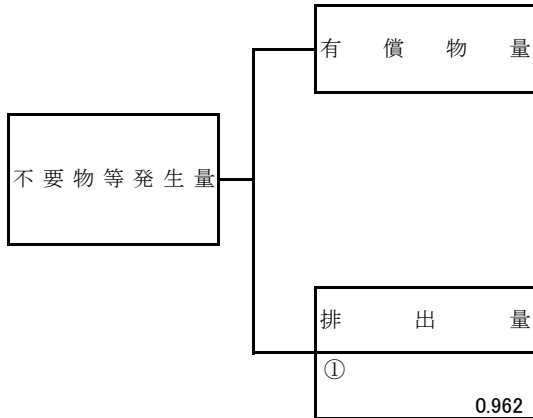 有償物量
不要物等発生量
排出量
①
0.962